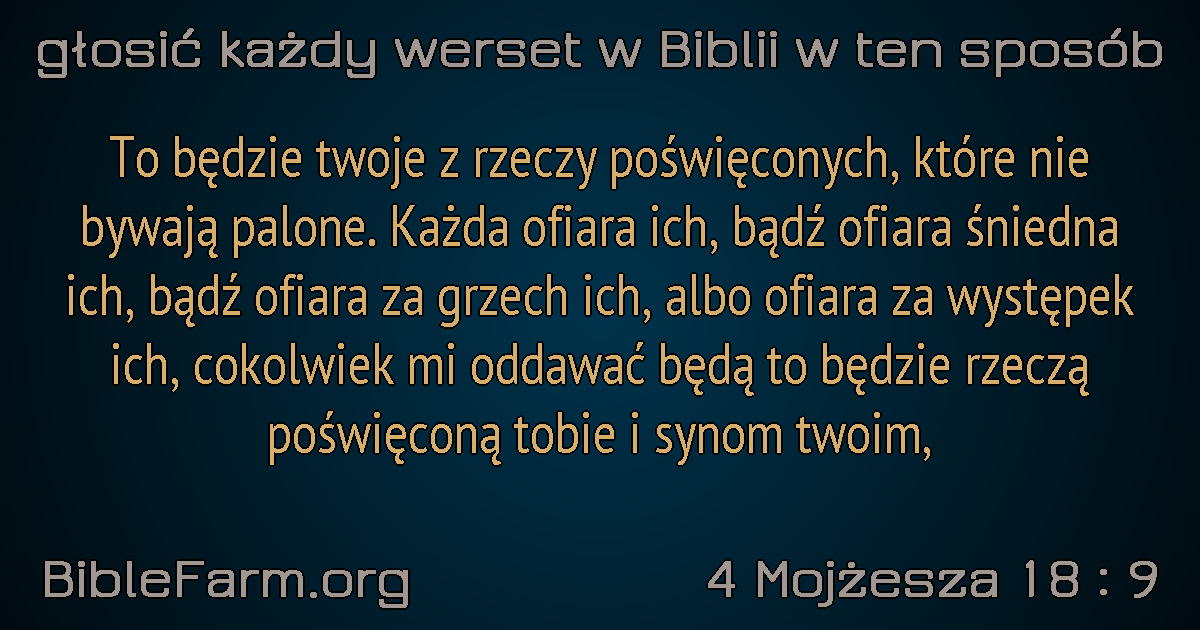 głosić każdy werset w Biblii w ten sposób
To będzie twoje z rzeczy poświęconych, które nie
bywają palone. Każda ofiara ich, bądź ofiara śniedna
ich, bądź ofiara za grzech ich, albo ofiara za występek
ich, cokolwiek mi oddawać będą to będzie rzeczą
poświęconą tobie i synom twoim,
BibleFarm.org
4 Mojżesza 18 : 9